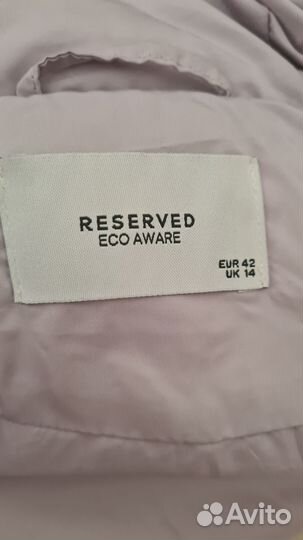 RESERVED
ECO AWARE
EUR 42
UK 14
Avito